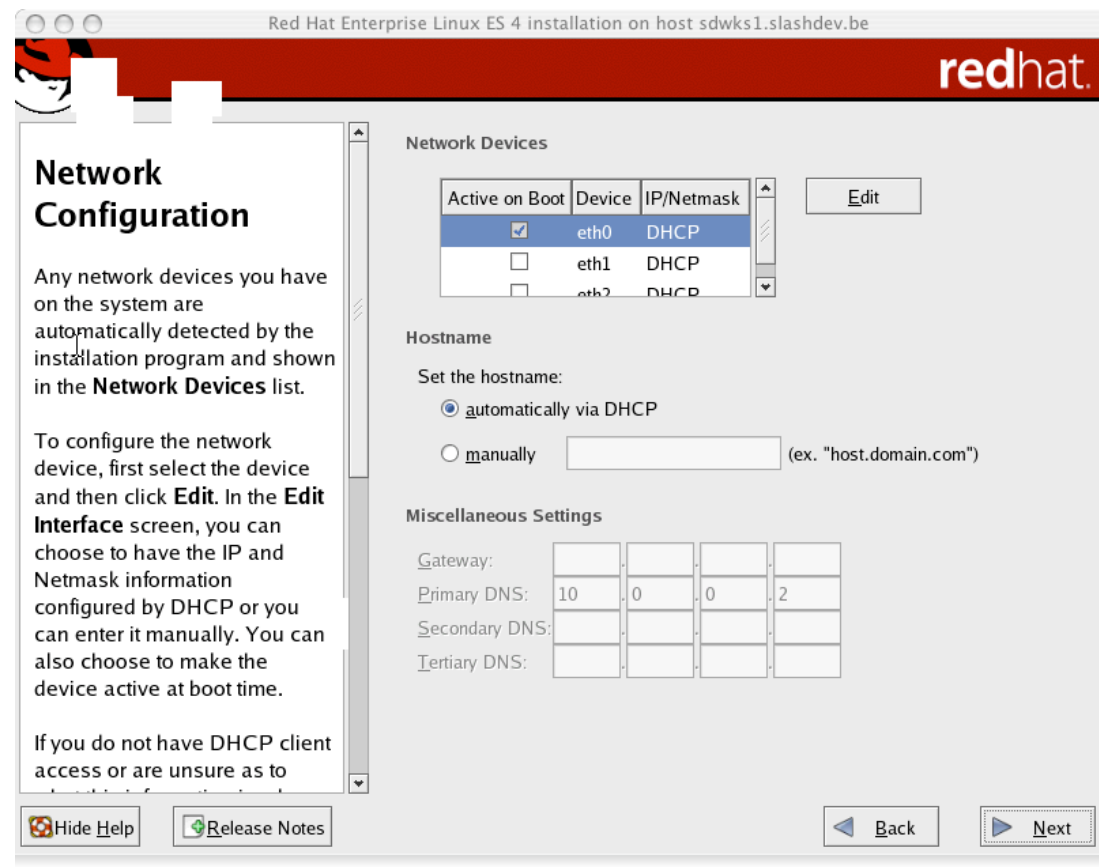 Red Hat Enterprise Linux ES 4 installation on host sdwks1.slashdev.be
redhat.
Network
Configuration
Any network devices you have
on the system are
automatically detected by the
installation program and shown
in the Network Devices list.
To configure the network
device, first select the device
and then click Edit. In the Edit
Interface screen, you can
choose to have the IP and
Netmask information
configured by DHCP or you
can enter it manually. You can
also choose to make the
device active at boot time.
If you do not have DHCP client
access or are unsure as to
Network Devices
Active on Boot Device IP/Netmask
eth0 DHCP
eth1 DHCP
eth2 DHCP
Edit
Hostname
Set the hostname:
automatically via DHCP
manually (ex. "host.domain.com")
Miscellaneous Settings
Gateway: . . .
Primary DNS: 10 . 0 . 0 . 2
Secondary DNS: . . .
Tertiary DNS: . . .
Hide Help
Release Notes
Back
Next